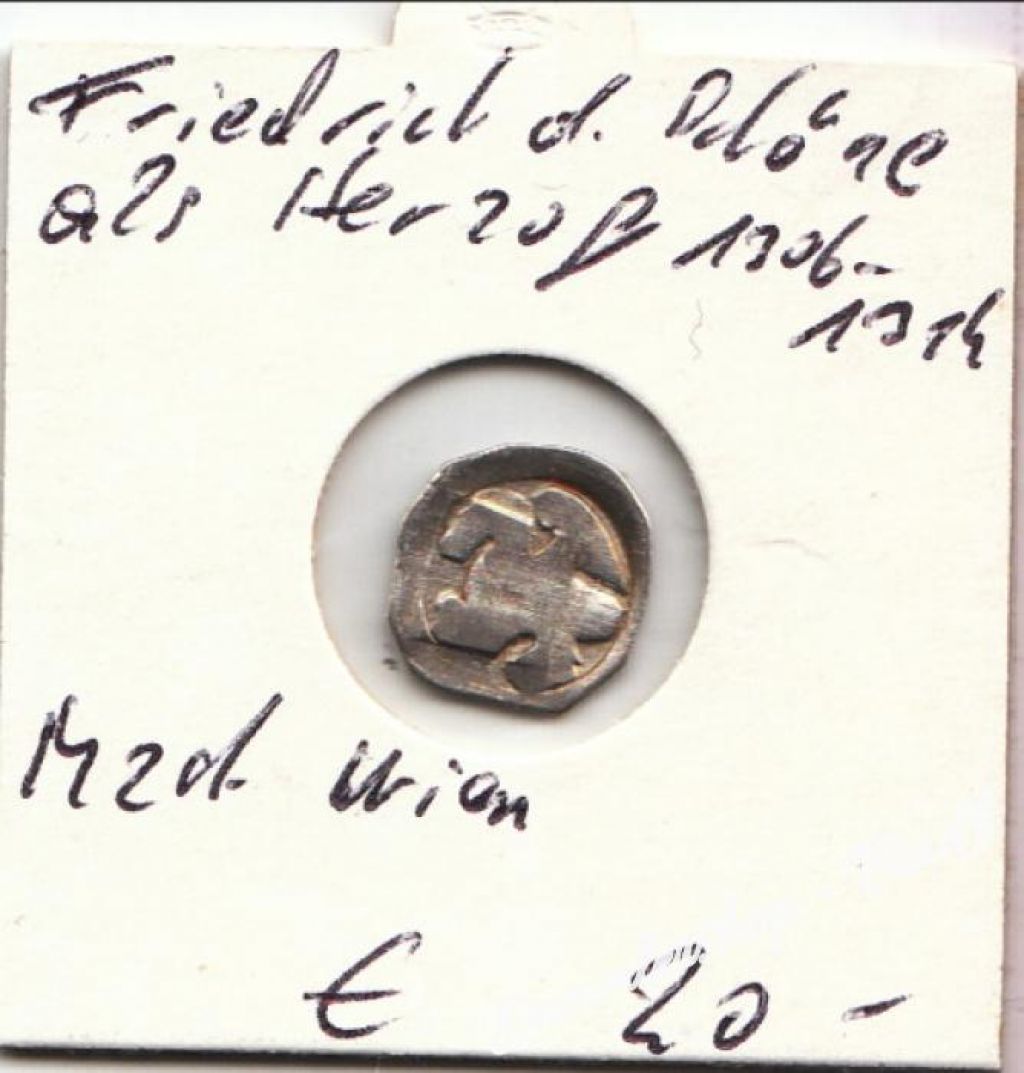 Friedrich d. Schöne
als Herzog 1306-
1314
Mzst Wien
€ 20-